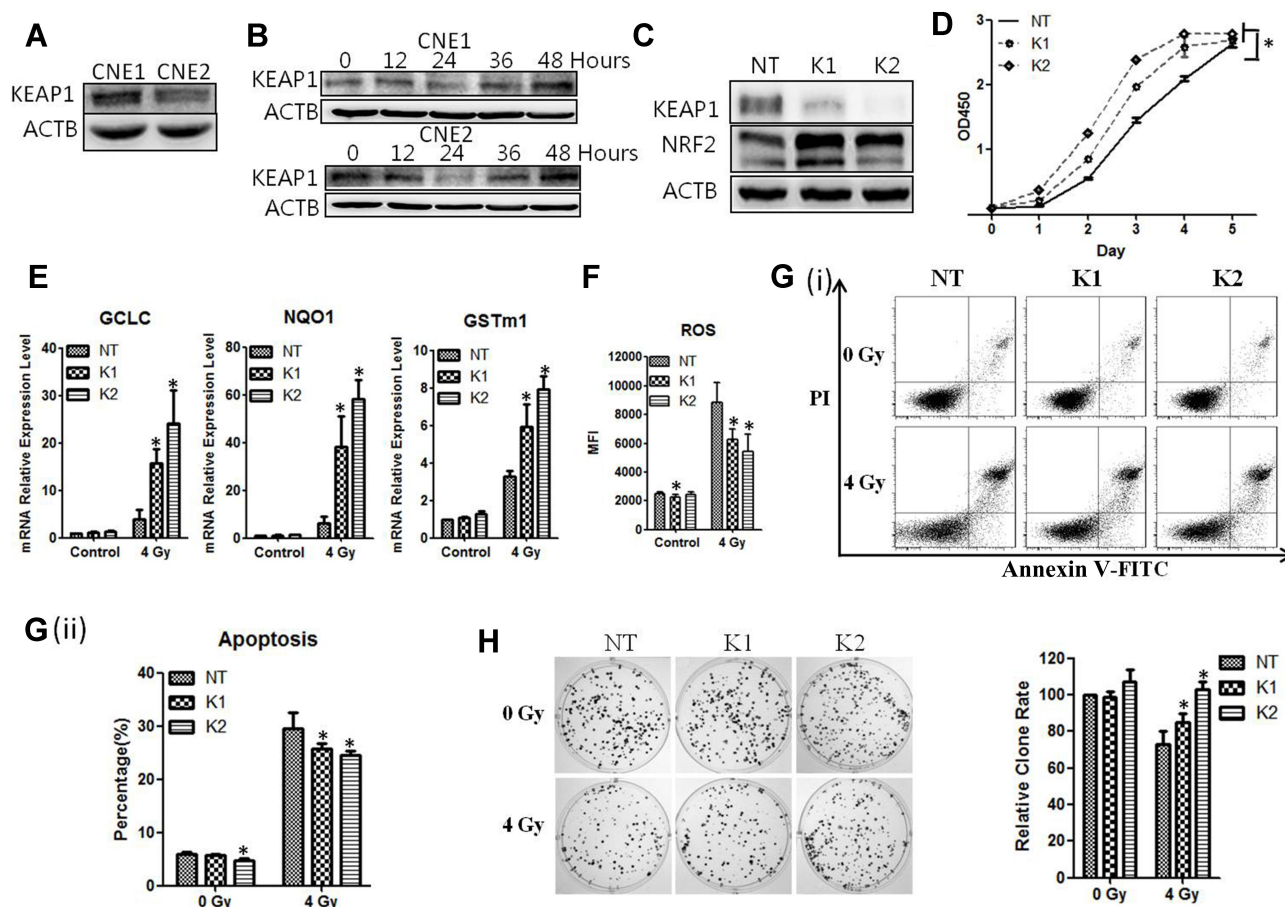 A
CNE1 CNE2
KEAP1
ACTB
B
CNE1
0 12 24 36 48 Hours
KEAP1
ACTB
CNE2
0 12 24 36 48 Hours
KEAP1
ACTB
C
NT K1 K2
KEAP1
NRF2
ACTB
D
NT
K1
K2
3
2
1
OD450
*
0 1 2 3 4 5
Day
E
GCLC
mRNA Relative Expression Level
40
30
20
10
0
NT
K1
K2
* *
Control 4 Gy
NQO1
mRNA Relative Expression Level
80
60
40
20
0
NT
K1
K2
* *
Control 4 Gy
GSTm1
mRNA Relative Expression Level
10
8
6
4
2
0
NT
K1
K2
* *
Control 4 Gy
F
ROS
MFI
12000
10000
8000
6000
4000
2000
0
NT
K1
K2
* * *
Control 4 Gy
G (i)
NT K1 K2
0 Gy
PI
4 Gy
Annexin V-FITC
G (ii)
Apoptosis
Percentage(%)
40
30
20
10
0
NT
K1
K2
* * *
0 Gy 4 Gy
H
NT K1 K2
0 Gy
4 Gy
Relative Clone Rate
120
100
80
60
40
20
0
NT
K1
K2
* *
0 Gy 4 Gy